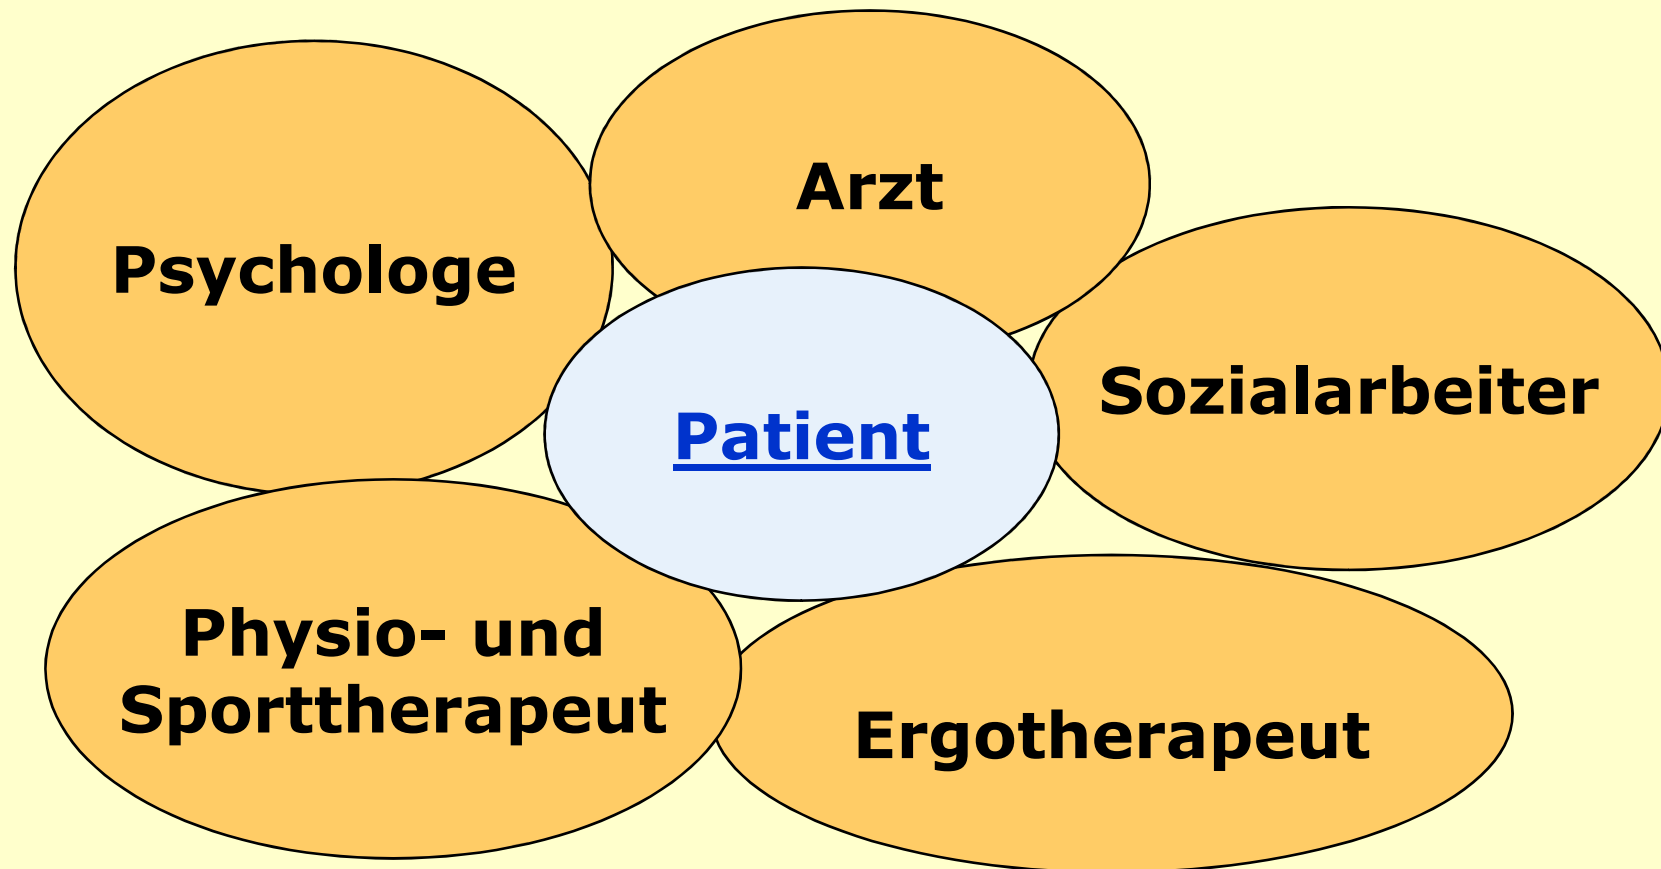 Arzt
Psychologe
Sozialarbeiter
Patient
Physio- und
Sporttherapeut
Ergotherapeut